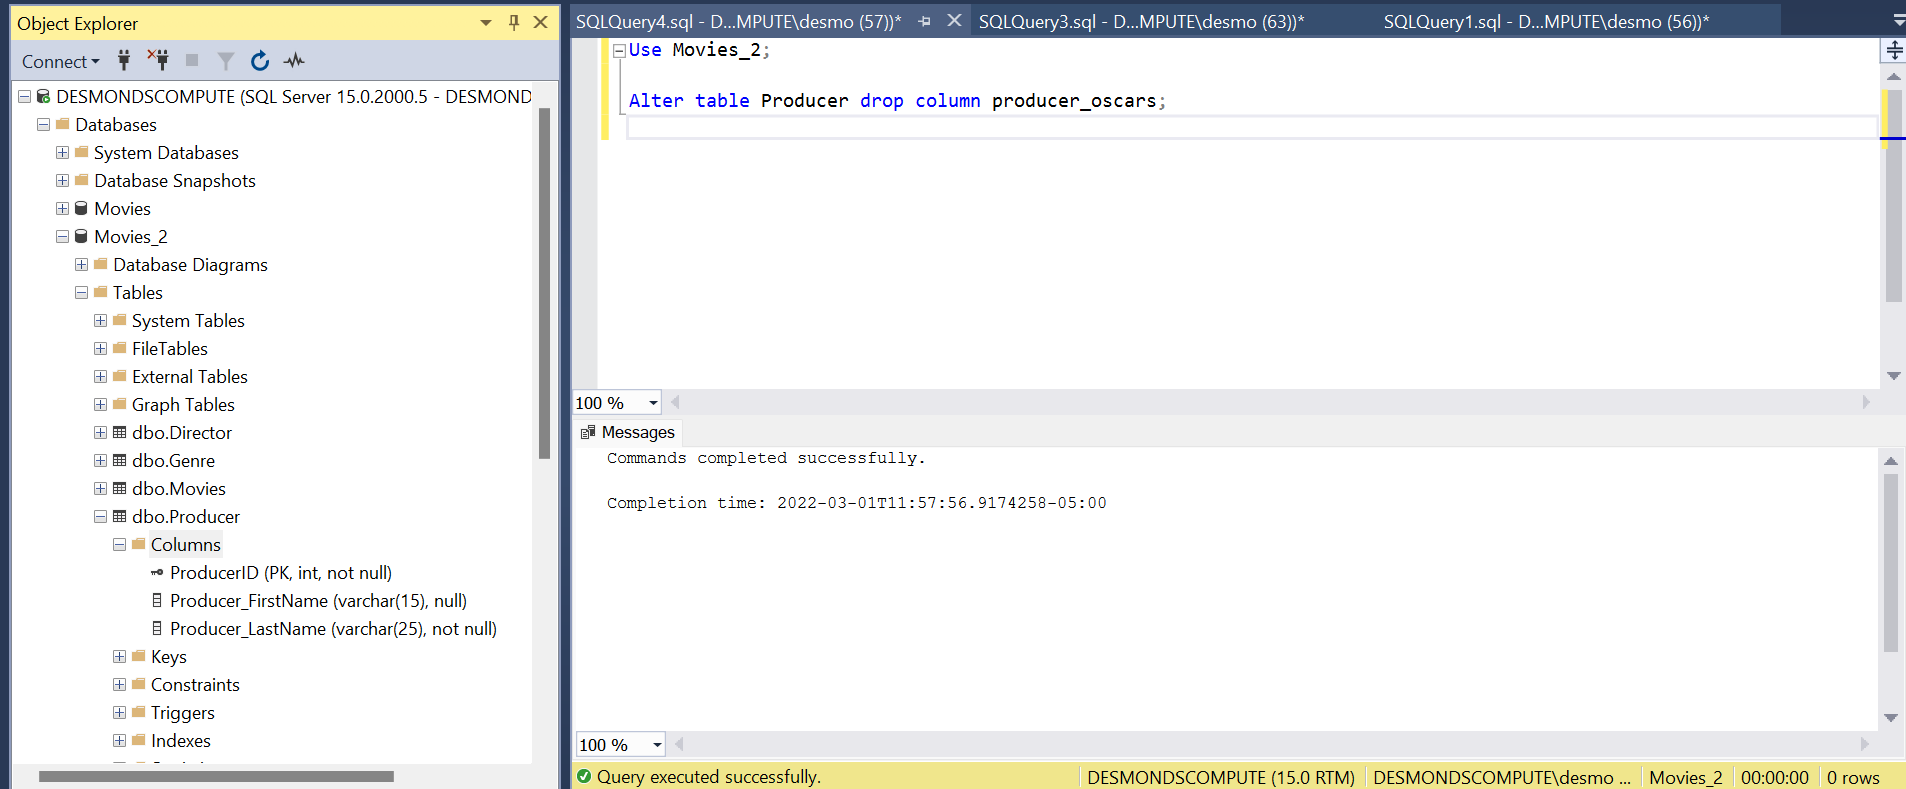 Object Explorer
Connect
DESMONDSCOMPUTE (SQL Server 15.0.2000.5 - DESMOND
Databases
System Databases
Database Snapshots
Movies
Movies_2
Database Diagrams
Tables
System Tables
FileTables
External Tables
Graph Tables
dbo.Director
dbo.Genre
dbo.Movies
dbo.Producer
Columns
ProducerID (PK, int, not null)
Producer_FirstName (varchar(15), null)
Producer_LastName (varchar(25), not null)
Keys
Constraints
Triggers
Indexes
SQLQuery4.sql - D...MPUTE\desmo (57))*
SQLQuery3.sql - D...MPUTE\desmo (63))*
SQLQuery1.sql - D...MPUTE\desmo (56))*
Use Movies_2;
Alter table Producer drop column producer_oscars;
100 %
Messages
Commands completed successfully.
Completion time: 2022-03-01T11:57:56.9174258-05:00
100 %
Query executed successfully.
DESMONDSCOMPUTE (15.0 RTM)
DESMONDSCOMPUTE\desmo ...
Movies_2
00:00:00
0 rows